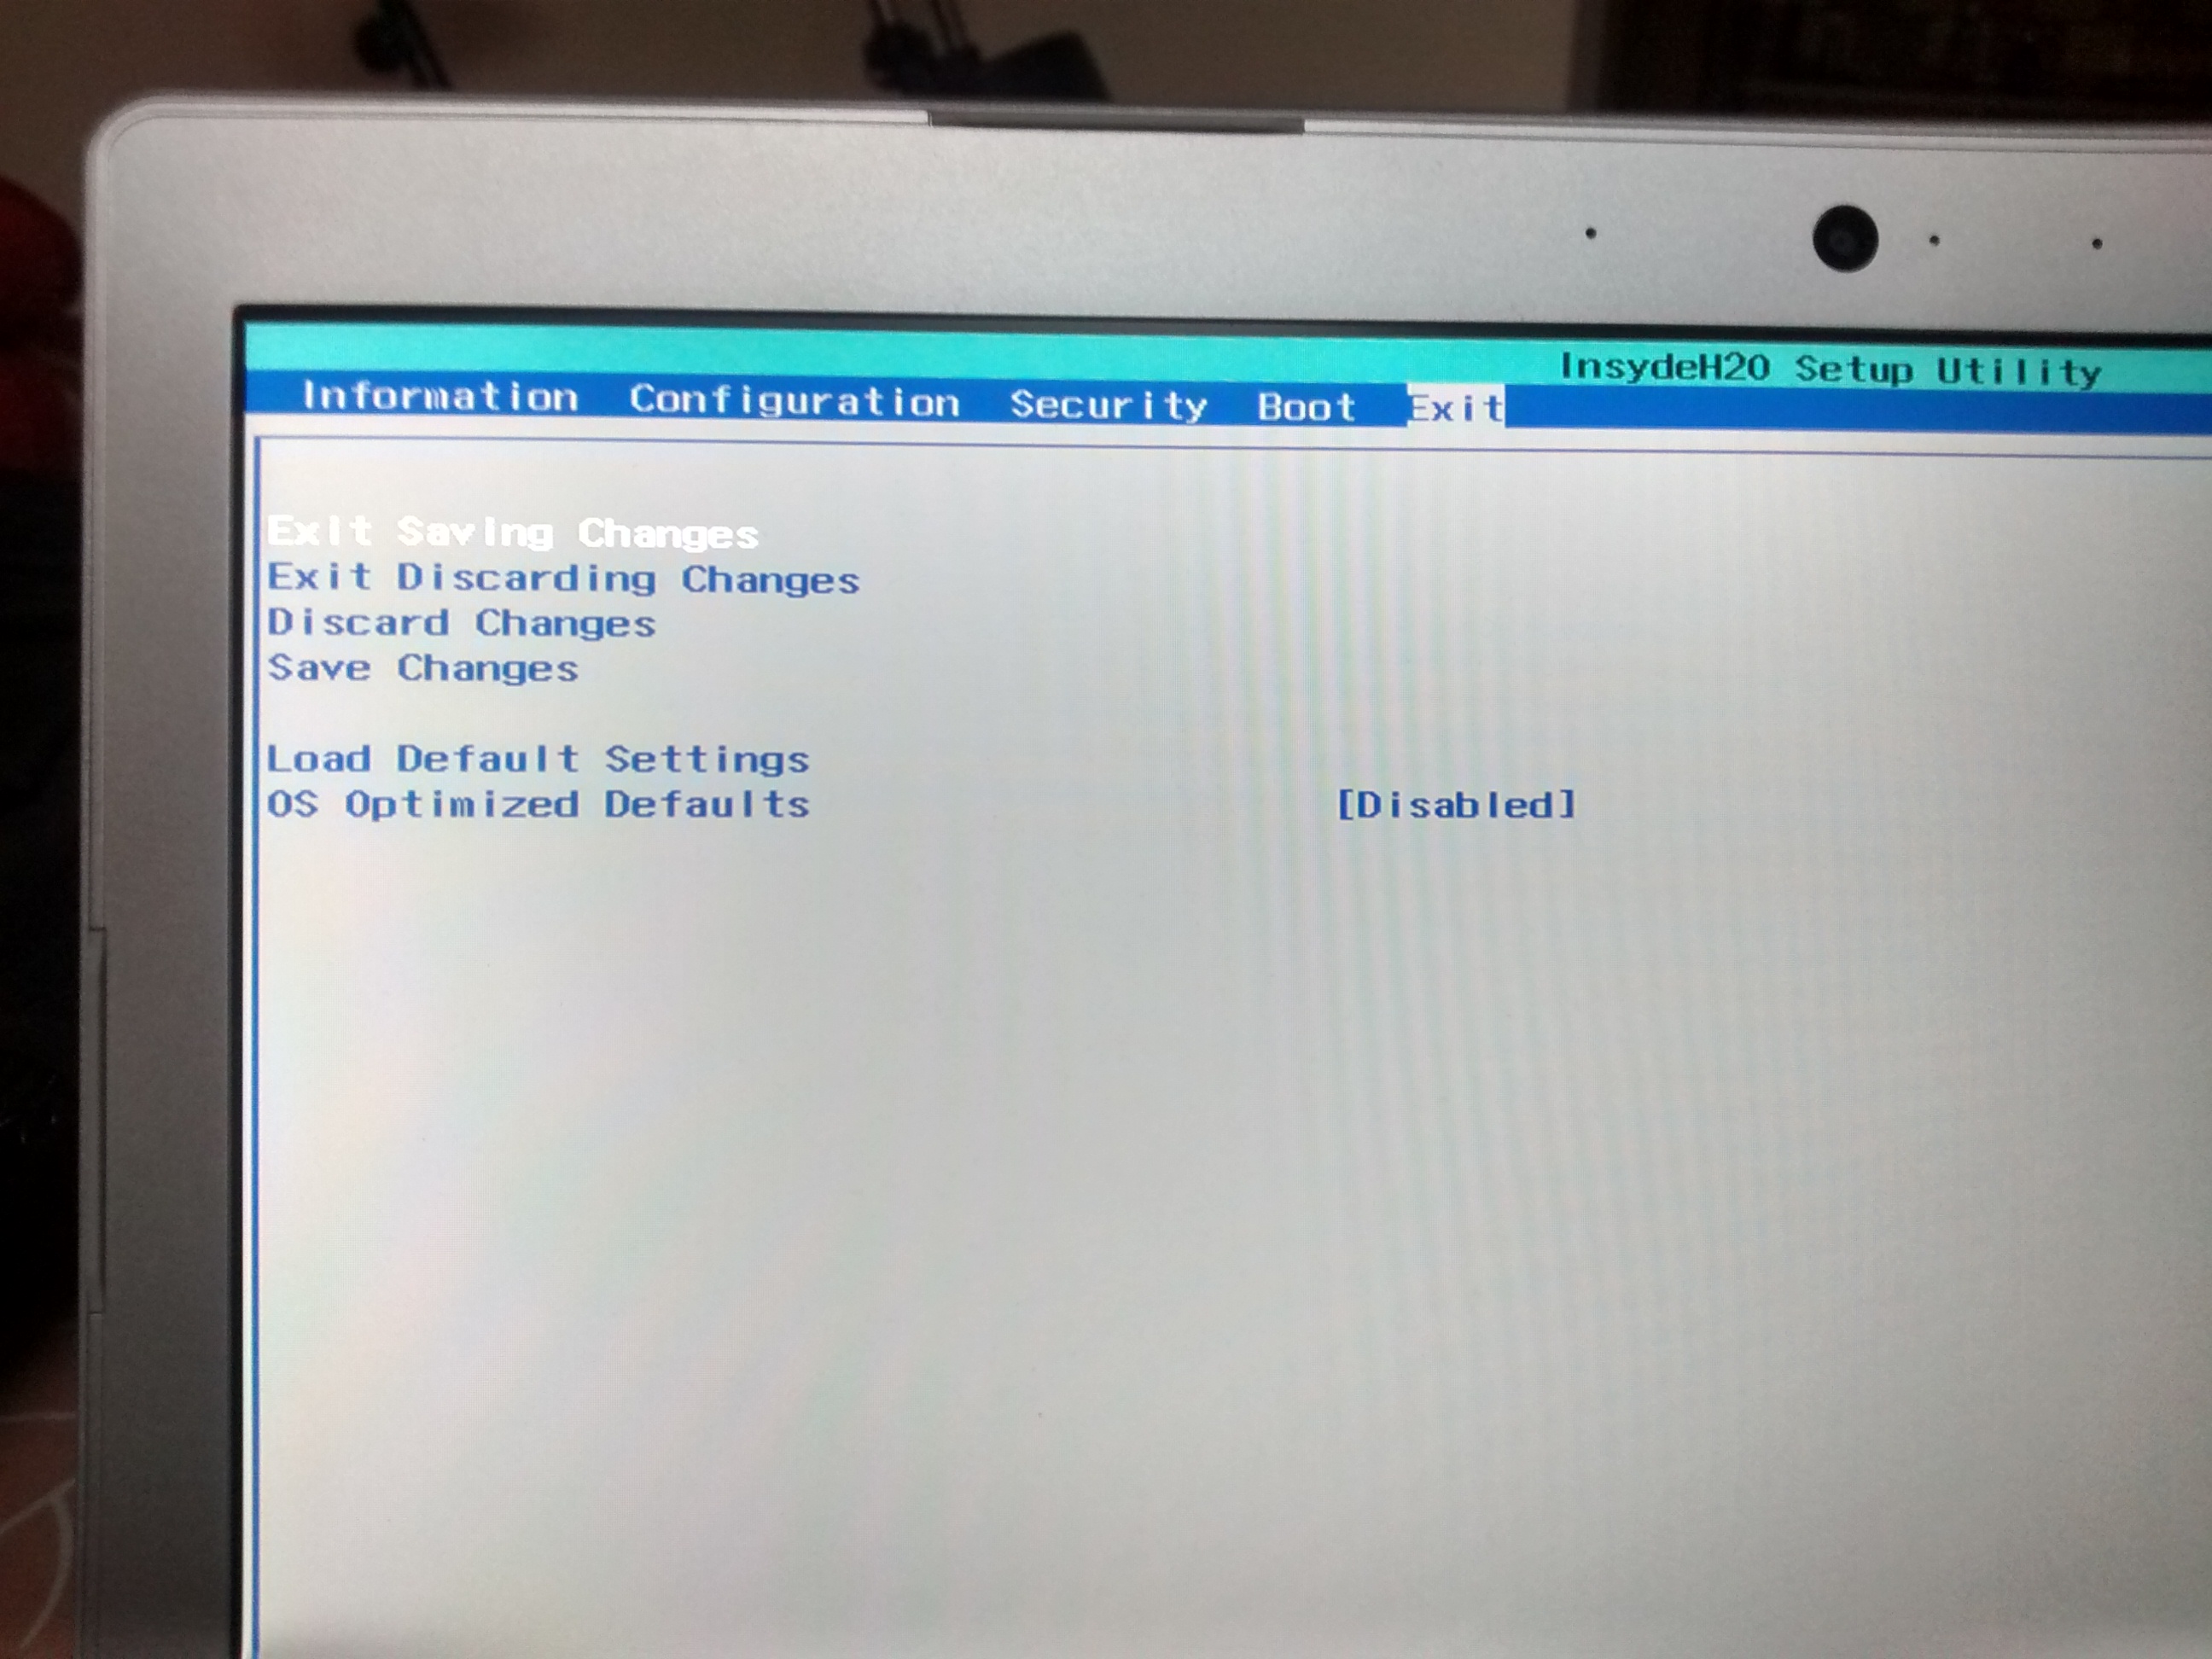 InsydeH2O Setup Utility
Information Configuration Security Boot Exit
Exit Saving Changes
Exit Discarding Changes
Discard Changes
Save Changes
Load Default Settings
OS Optimized Defaults [Disabled]